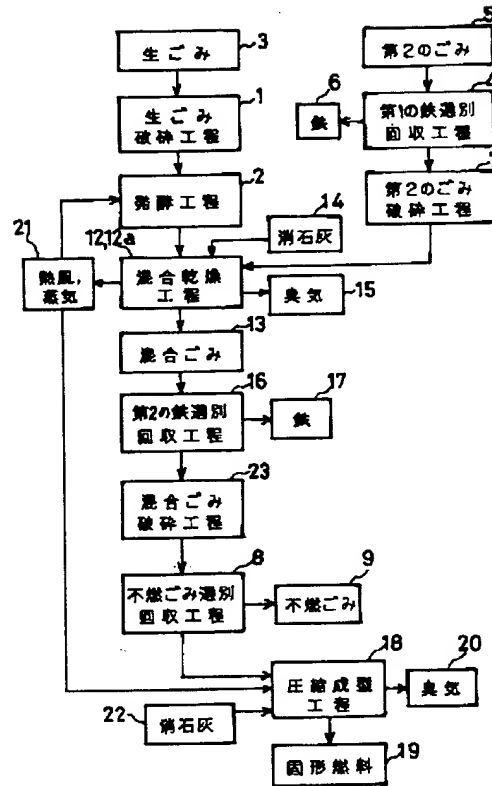 3
生ごみ
1
生ごみ
破砕工程
2
発酵工程
5
第2のごみ
6
鉄
第1の鉄選別
回収工程
第2のごみ
破砕工程
14
消石灰
21
熱風,
蒸気
12,12a
混合乾燥
工程
臭気
15
13
混合ごみ
16
第2の鉄選別
回収工程
17
鉄
23
混合ごみ
破砕工程
8
不燃ごみ選別
回収工程
9
不燃ごみ
18
圧縮成型
工程
20
臭気
22
消石灰
固形燃料
19